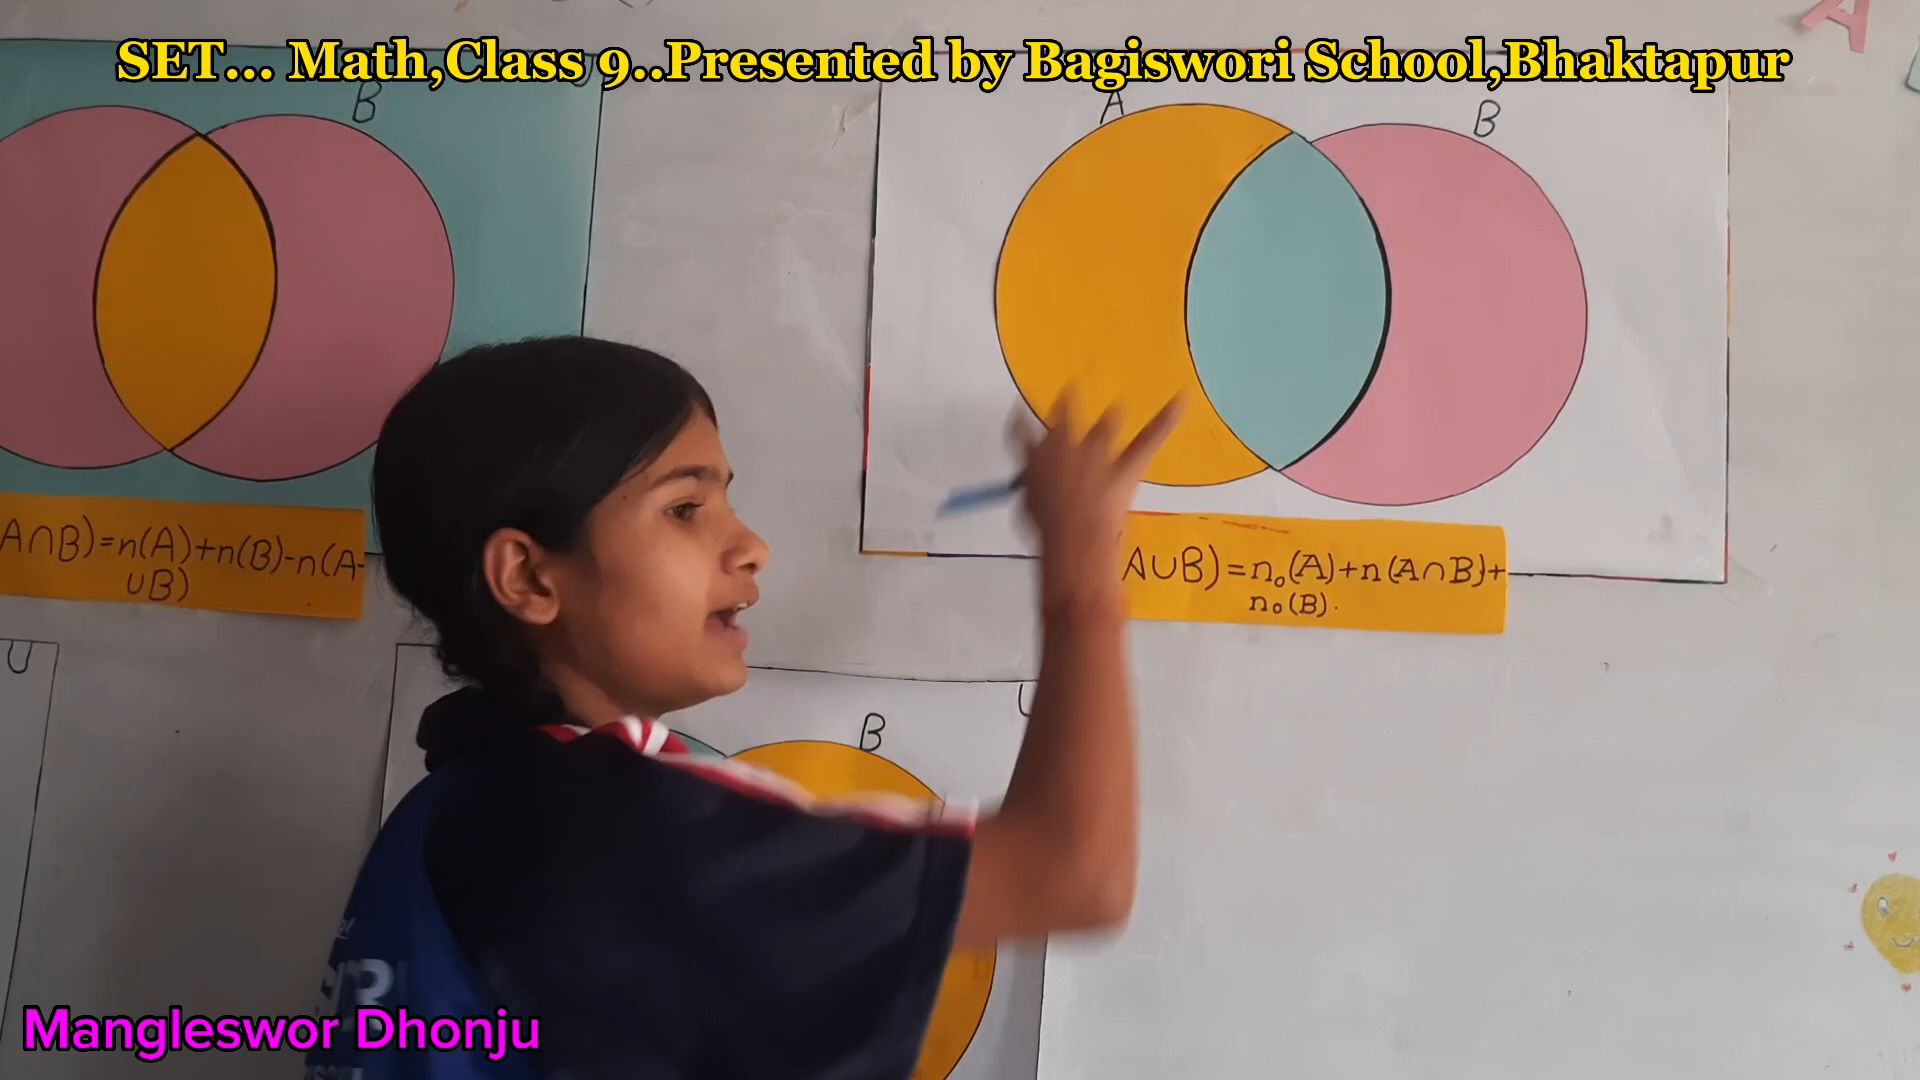 SET... Math,Class 9..Presented by Bagiswori School,Bhaktapur
B
A
B
A∩B)=n(A)+n(B)-n(A-
∪B)
A∪B)=n₀(A)+n(A∩B)+
n₀(B).
U
B
A
Mangleswor Dhonju